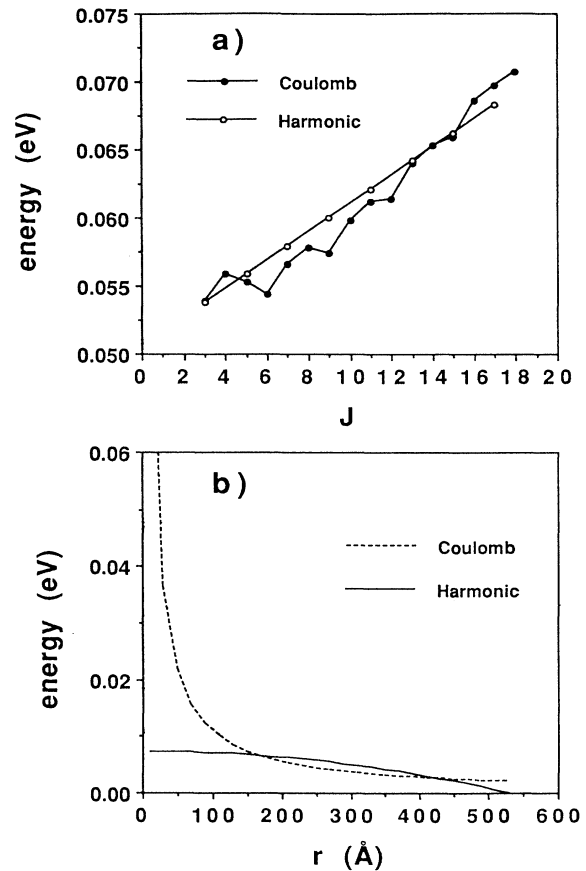 a)
Coulomb
Harmonic
energy (eV)
0.075
0.070
0.065
0.060
0.055
0.050
0 2 4 6 8 10 12 14 16 18 20
J
b)
Coulomb
Harmonic
energy (eV)
0.06
0.04
0.02
0.00
0 100 200 300 400 500 600
r (Å)